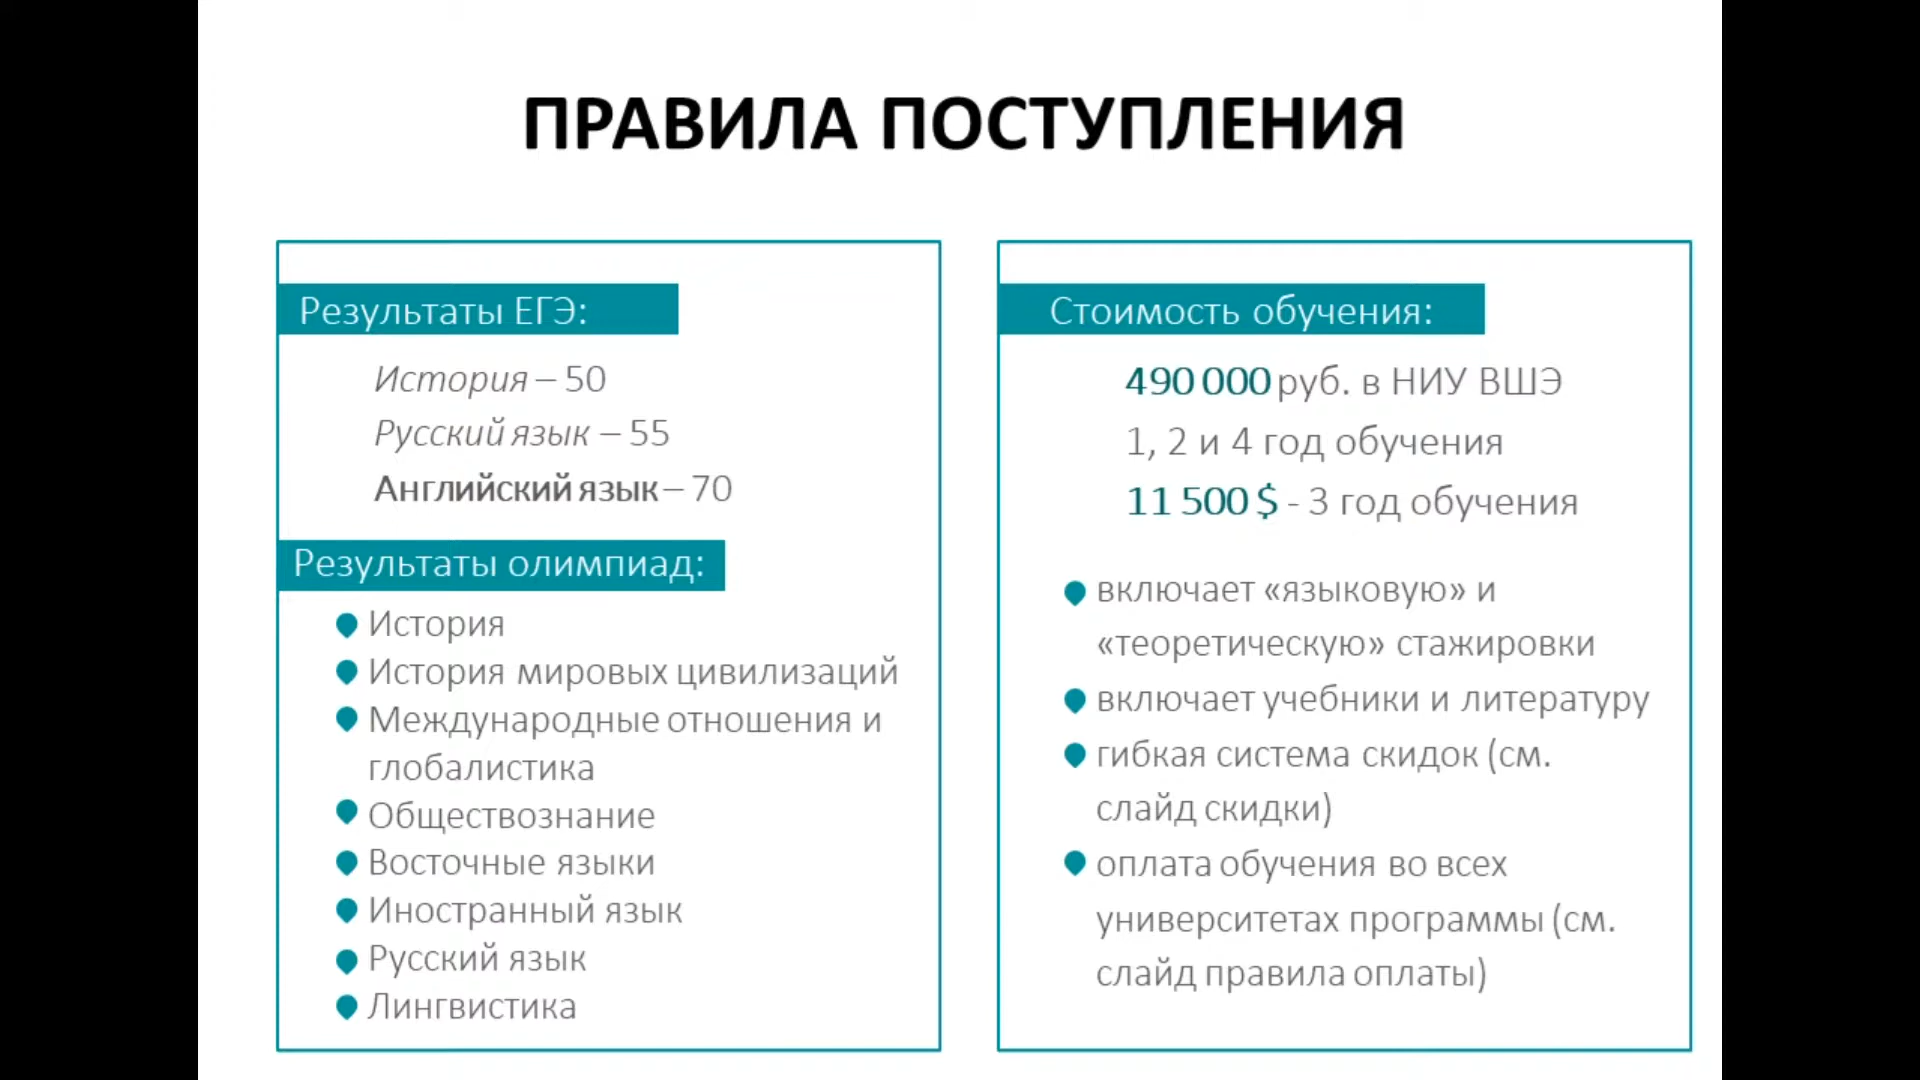 ПРАВИЛА ПОСТУПЛЕНИЯ
Результаты ЕГЭ:
История – 50
Русский язык – 55
Английский язык – 70
Результаты олимпиад:
История
История мировых цивилизаций
Международные отношения и
глобалистика
Обществознание
Восточные языки
Иностранный язык
Русский язык
Лингвистика
Стоимость обучения:
490 000 руб. в НИУ ВШЭ
1, 2 и 4 год обучения
11 500 $ - 3 год обучения
включает «языковую» и
«теоретическую» стажировки
включает учебники и литературу
гибкая система скидок (см.
слайд скидки)
оплата обучения во всех
университетах программы (см.
слайд правила оплаты)